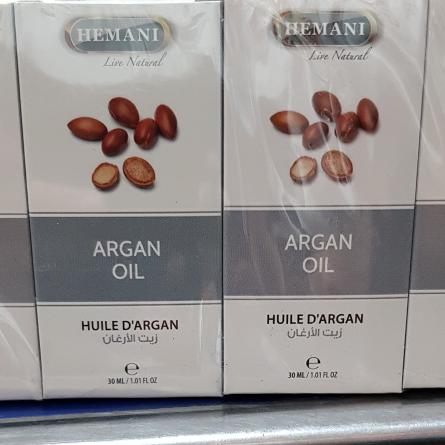 HEMANI
Live Natural
ARGAN
OIL
HUILE D'ARGAN
زيت الأرغان
℮
30 ML / 1.01 FL OZ
HEMANI
Live Natural
ARGAN
OIL
HUILE D'ARGAN
زيت الأرغان
℮
30 ML / 1.01 FL OZ